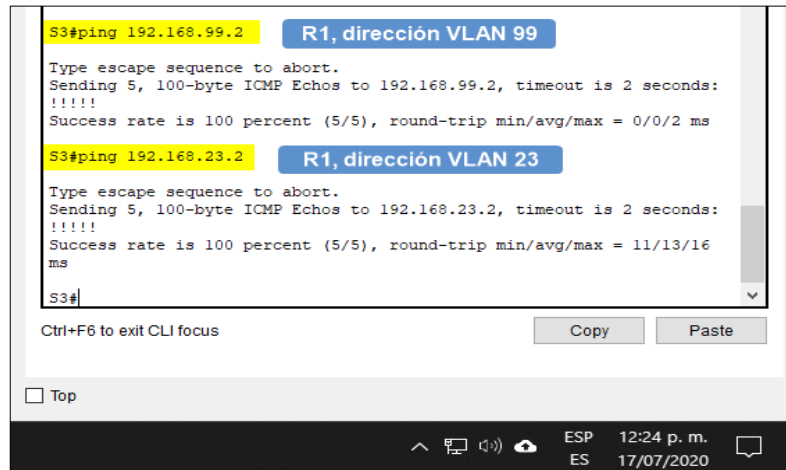 S3#ping 192.168.99.2 R1, dirección VLAN 99
Type escape sequence to abort.
Sending 5, 100-byte ICMP Echos to 192.168.99.2, timeout is 2 seconds:
!!!!!
Success rate is 100 percent (5/5), round-trip min/avg/max = 0/0/2 ms
S3#ping 192.168.23.2 R1, dirección VLAN 23
Type escape sequence to abort.
Sending 5, 100-byte ICMP Echos to 192.168.23.2, timeout is 2 seconds:
!!!!!
Success rate is 100 percent (5/5), round-trip min/avg/max = 11/13/16
ms
S3#
Ctrl+F6 to exit CLI focus Copy Paste
Top
ESP 12:24 p. m.
ES 17/07/2020